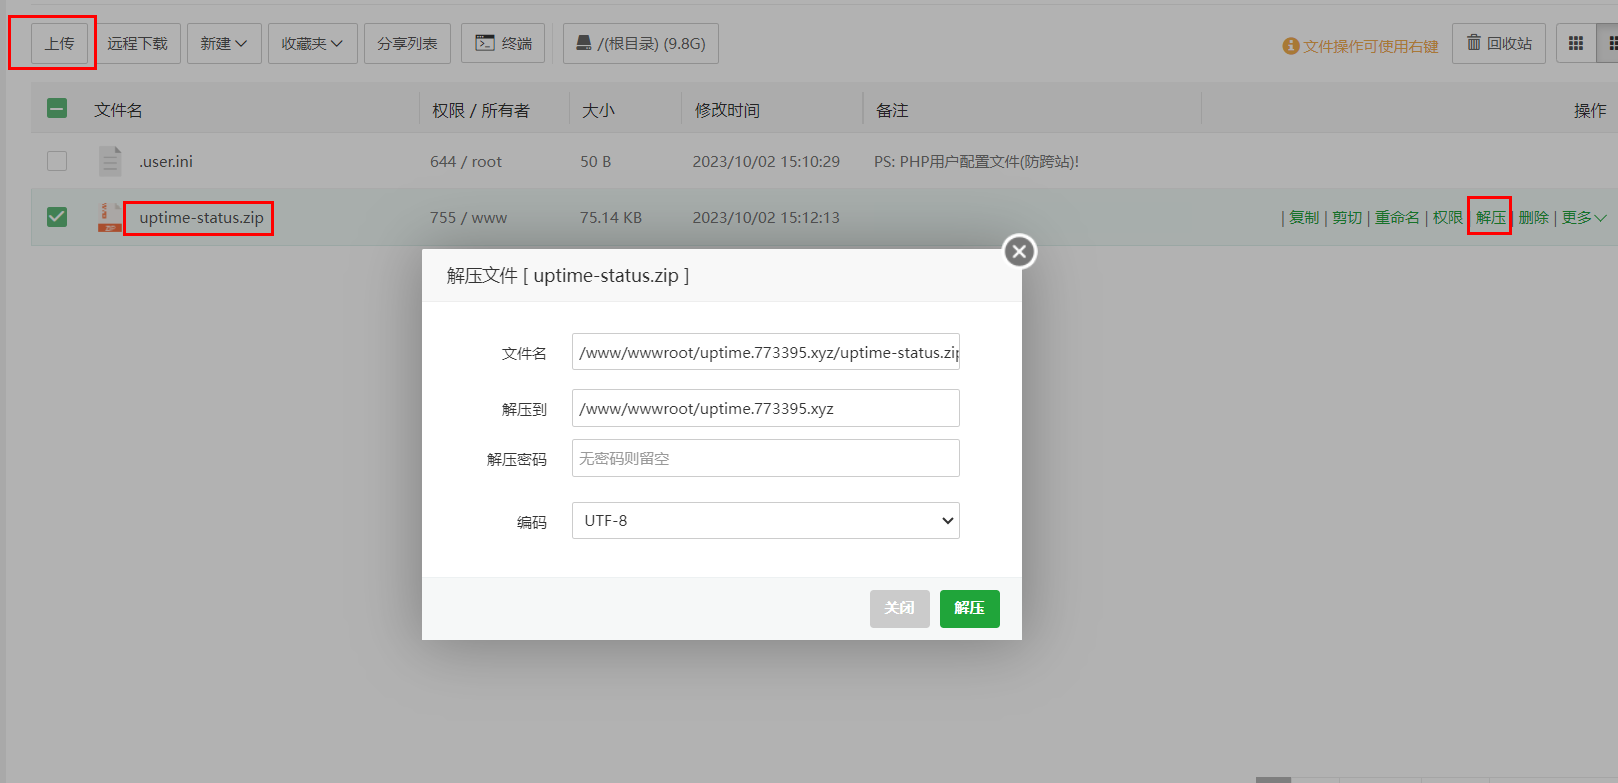 上传 远程下载 新建 收藏夹 分享列表 终端 /(根目录) (9.8G) 文件操作可使用右键 回收站
文件名 权限 / 所有者 大小 修改时间 备注 操作
.user.ini 644 / root 50 B 2023/10/02 15:10:29 PS: PHP用户配置文件(防跨站)!
uptime-status.zip 755 / www 75.14 KB 2023/10/02 15:12:13 | 复制 | 剪切 | 重命名 | 权限 | 解压 | 删除 | 更多
解压文件 [ uptime-status.zip ]
文件名 /www/wwwroot/uptime.773395.xyz/uptime-status.zip
解压到 /www/wwwroot/uptime.773395.xyz
解压密码 无密码则留空
编码 UTF-8
关闭 解压